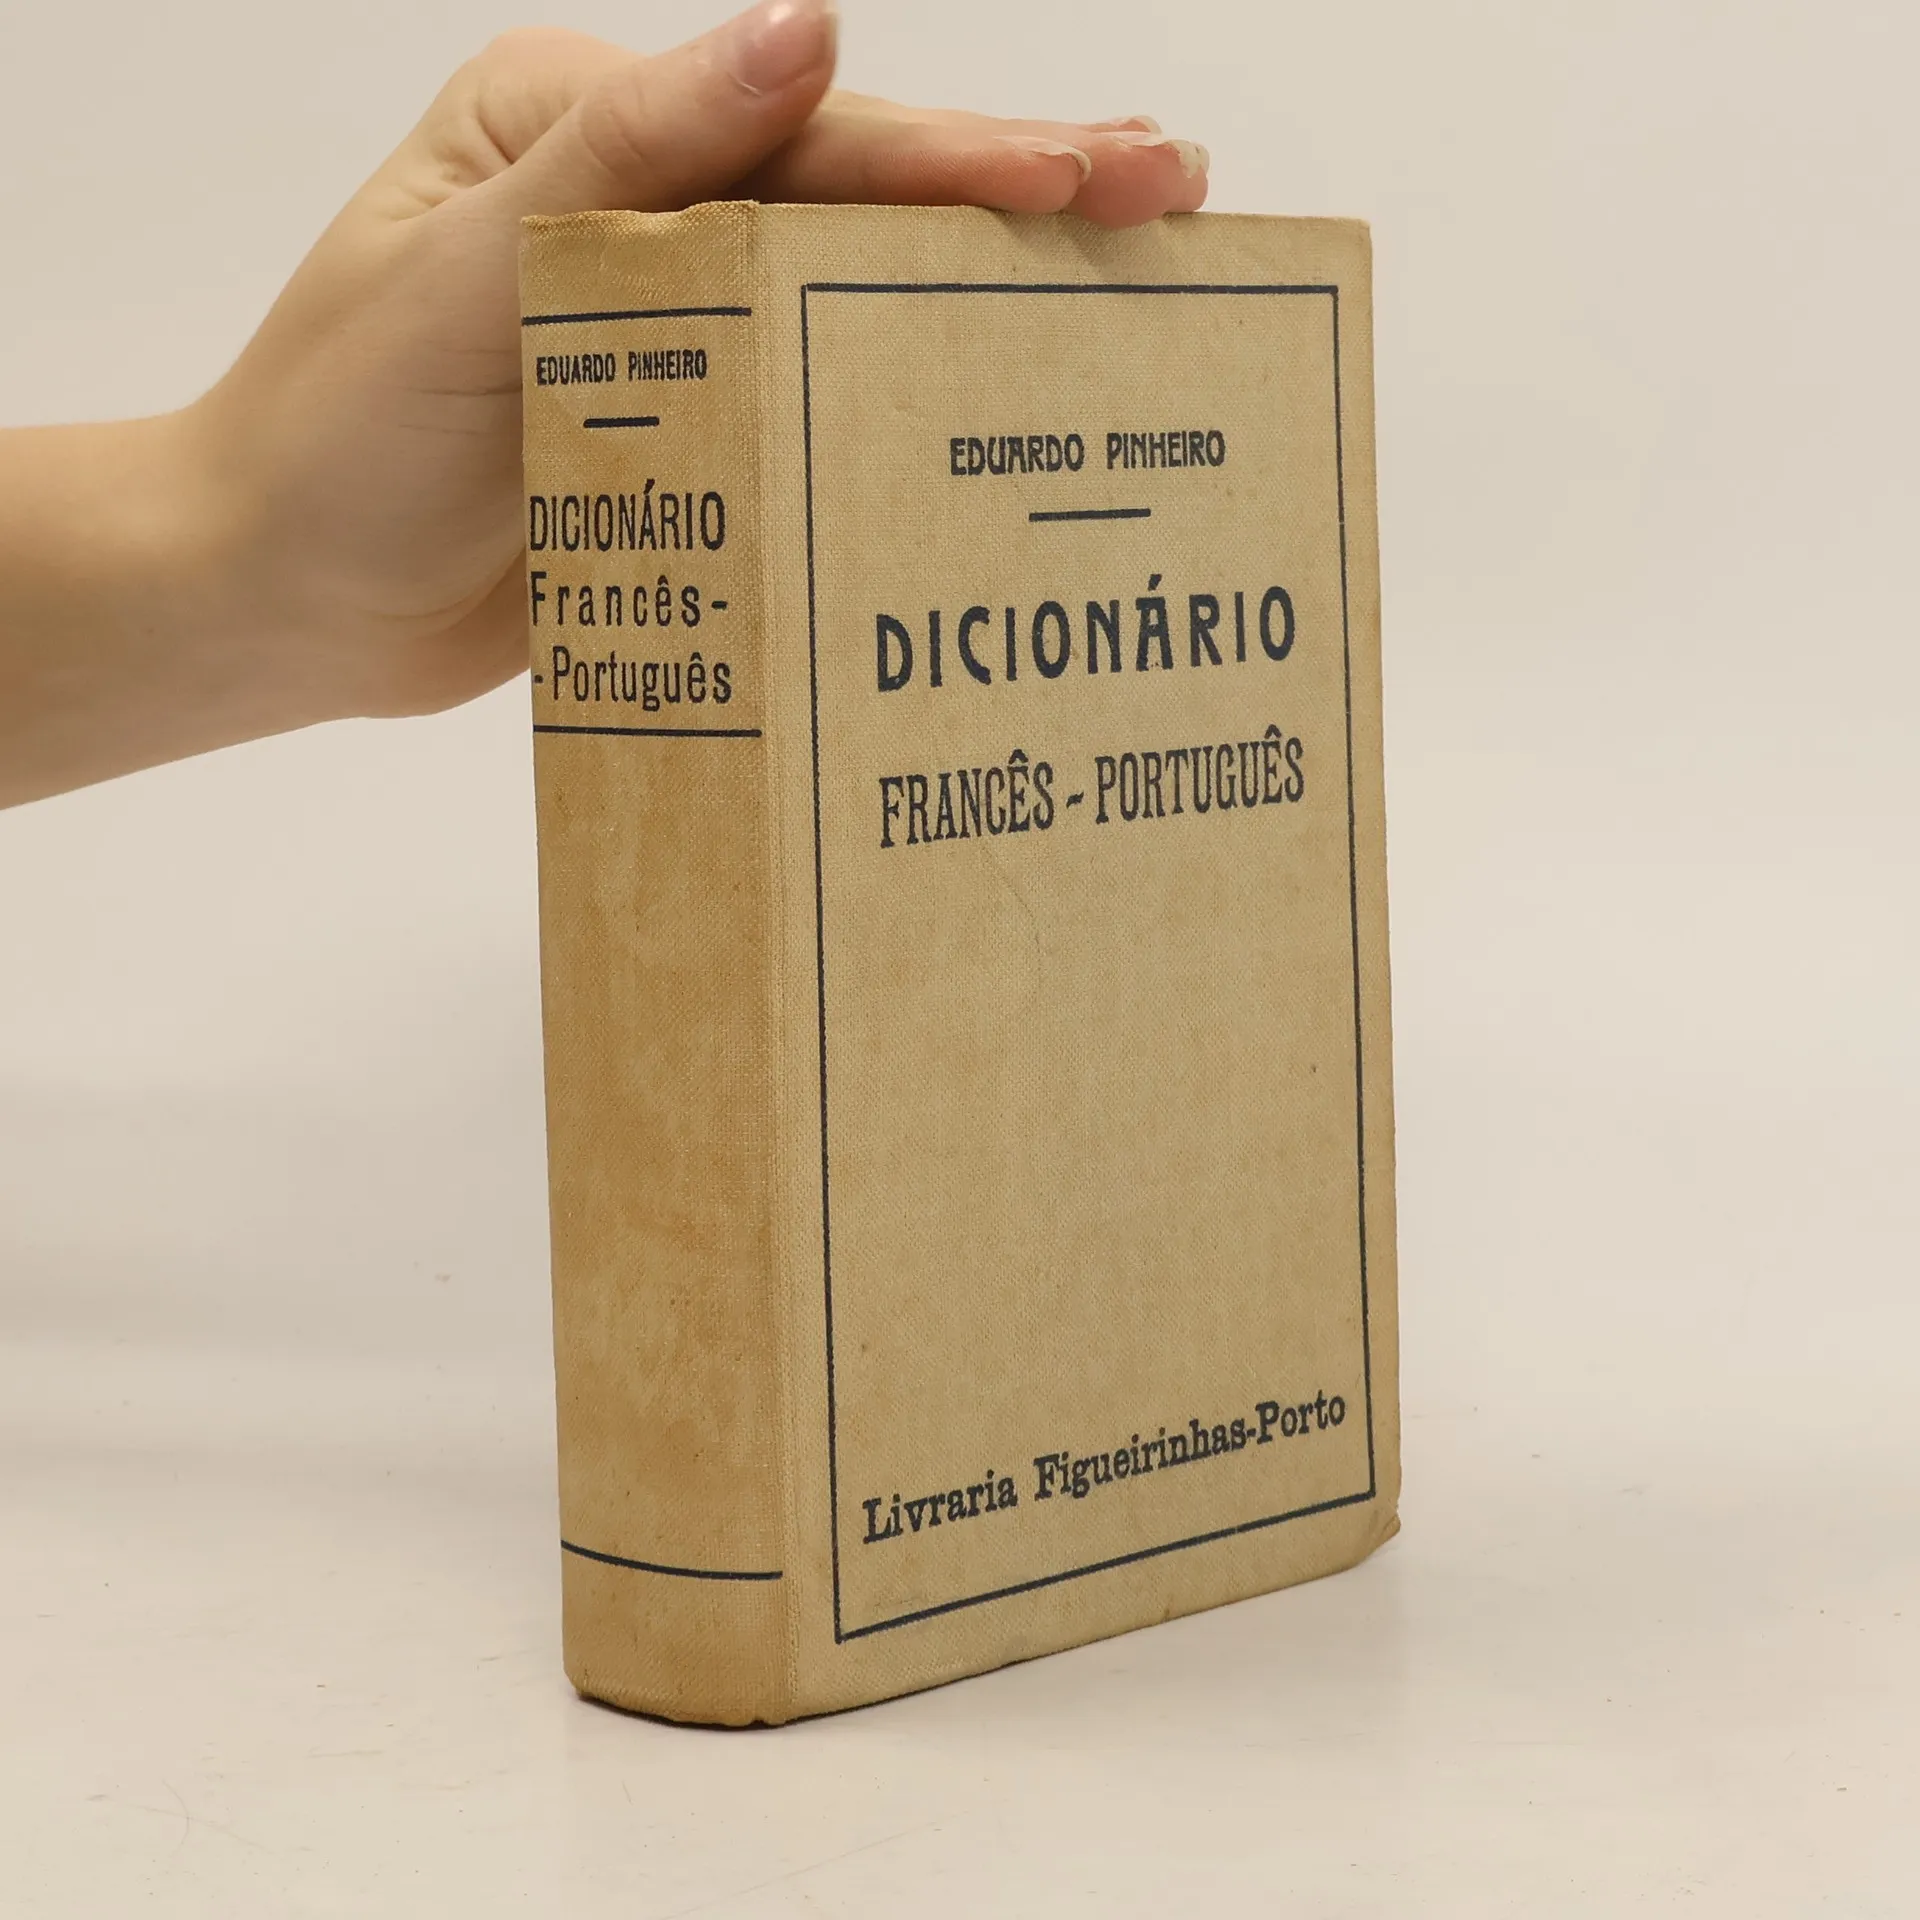 EDUARDO PINHEIRO
DICIONÁRIO
Francês-
-Português
EDUARDO PINHEIRO
DICIONÁRIO
FRANCÊS-PORTUGUÊS
Livraria Figueirinhas-Porto